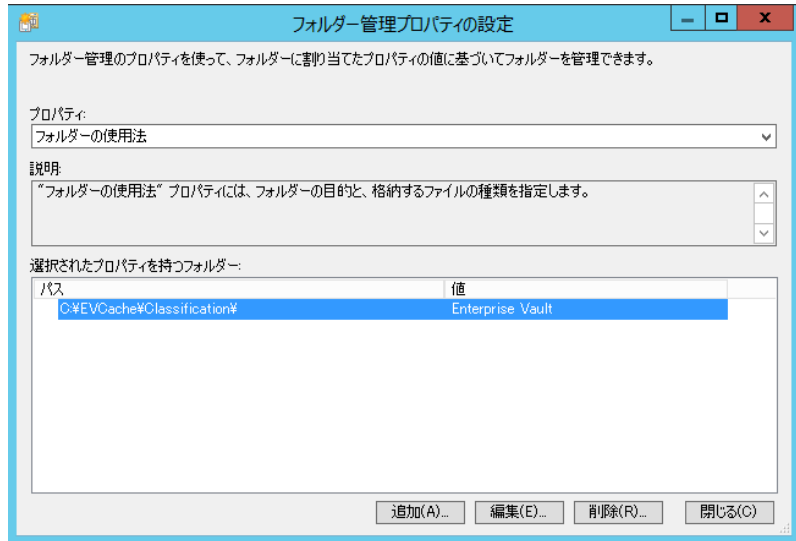 フォルダー管理プロパティの設定
フォルダー管理のプロパティを使って、フォルダーに割り当てたプロパティの値に基づいてフォルダーを管理できます。
プロパティ:
フォルダーの使用法
説明:
"フォルダーの使用法" プロパティには、フォルダーの目的と、格納するファイルの種類を指定します。
選択されたプロパティを持つフォルダー:
パス 値
C:¥EVCache¥Classification¥ Enterprise Vault
追加(A)... 編集(E)... 削除(R)... 閉じる(C)